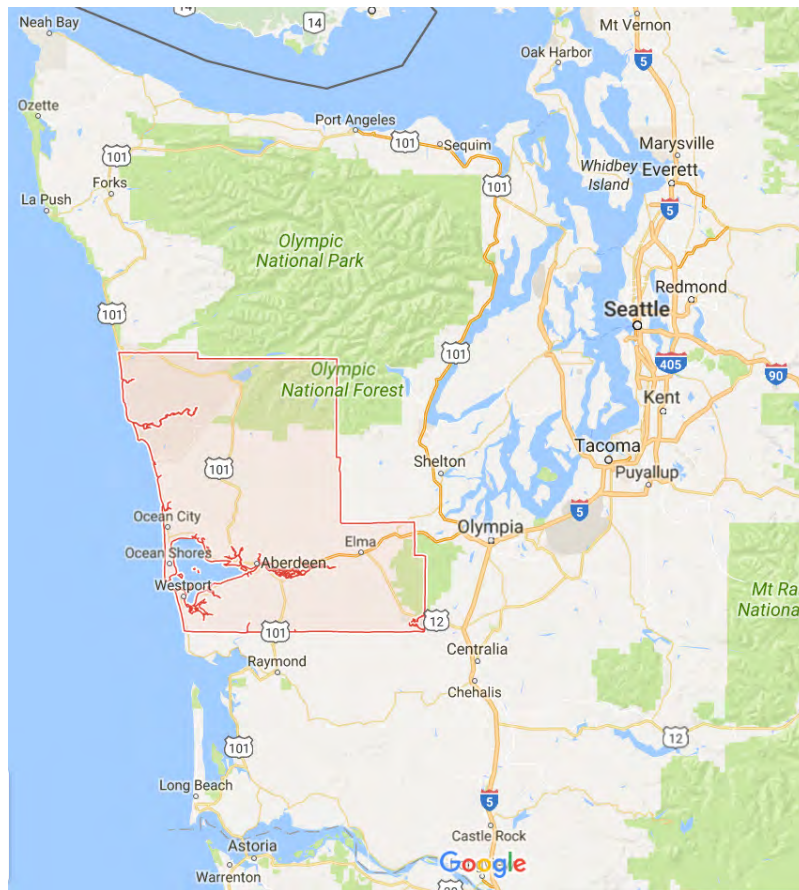 14
14
Mt Vernon
Neah Bay
Oak Harbor
5
Ozette
Port Angeles
101
Sequim
Marysville
101
Whidbey
Island
Everett
101
Forks
La Push
5
Olympic
National Park
Redmond
101
Seattle
101
405
Olympic
National Forest
90
Kent
Tacoma
Shelton
101
Puyallup
5
Ocean City
Olympia
Elma
Ocean Shores
Aberdeen
Westport
Mt Ra
National
12
101
Centralia
Raymond
Chehalis
101
12
Long Beach
5
Castle Rock
Astoria
Google
Warrenton